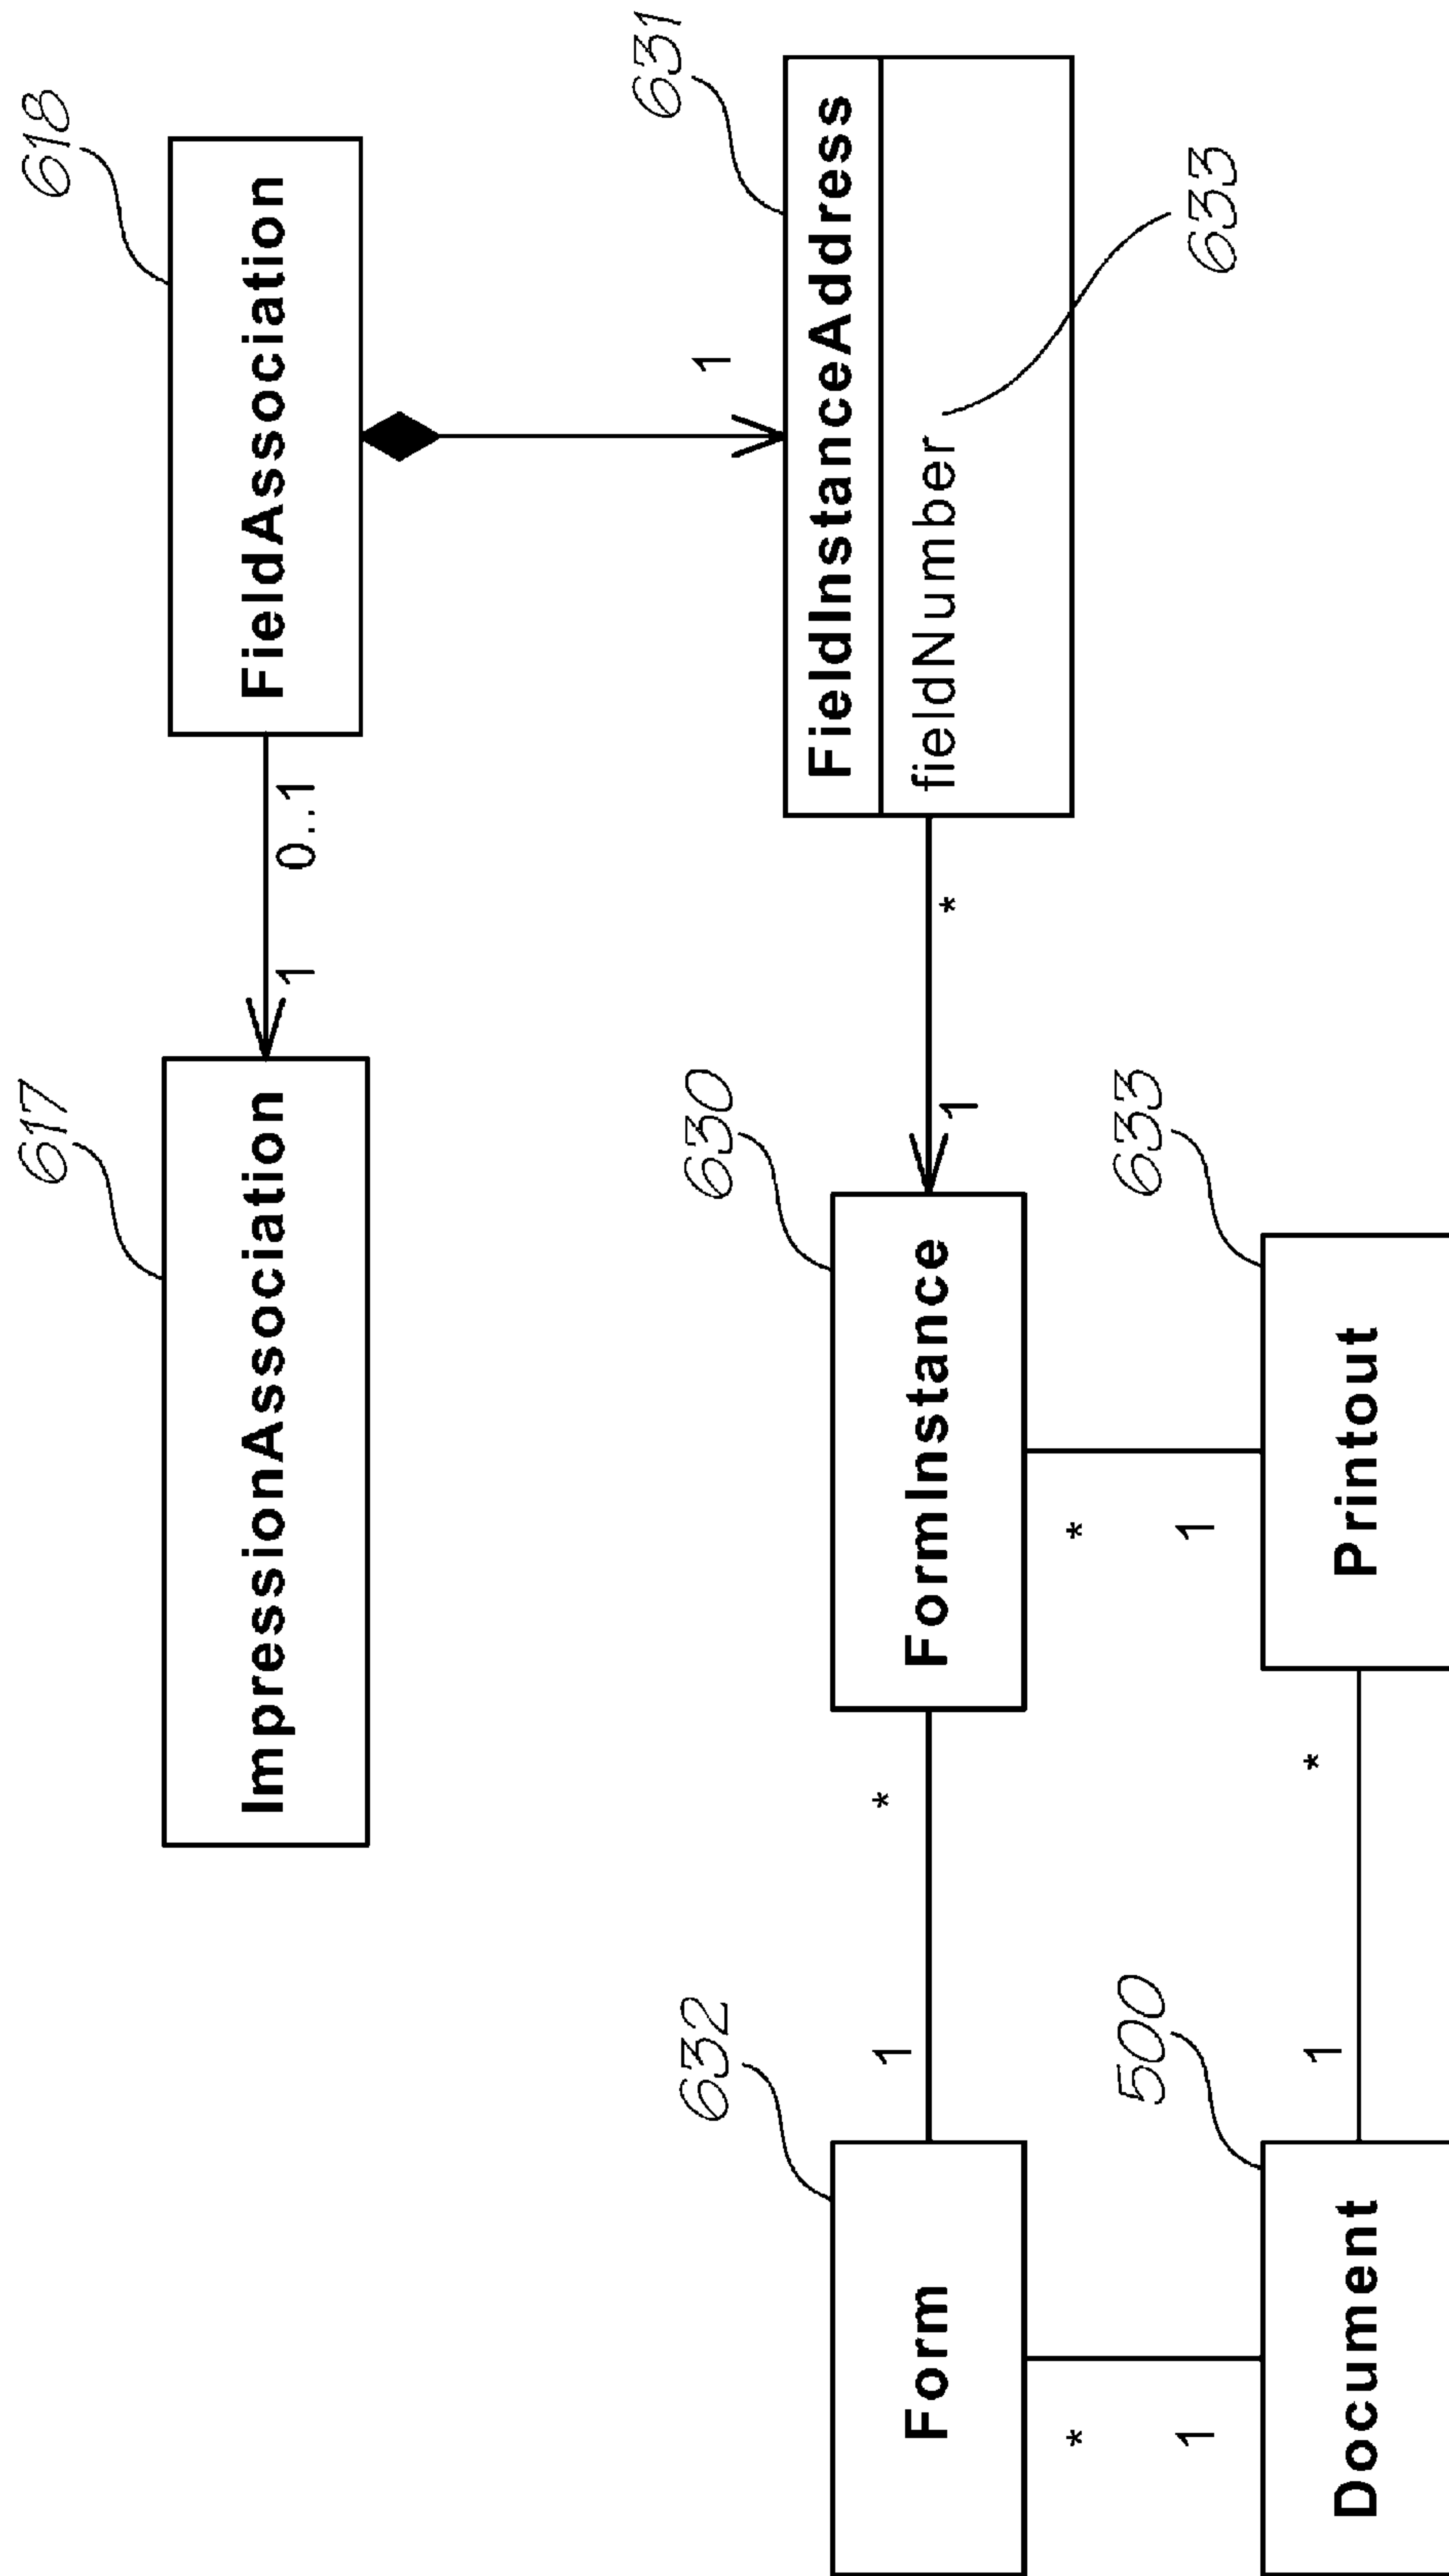 617
618
ImpressionAssociation
FieldAssociation
1
0..1
631
632
630
1
FieldInstanceAddress
1
*
Form
FormInstance
fieldNumber
1
*
*
*
500
633
1
1
633
1
*
Document
Printout